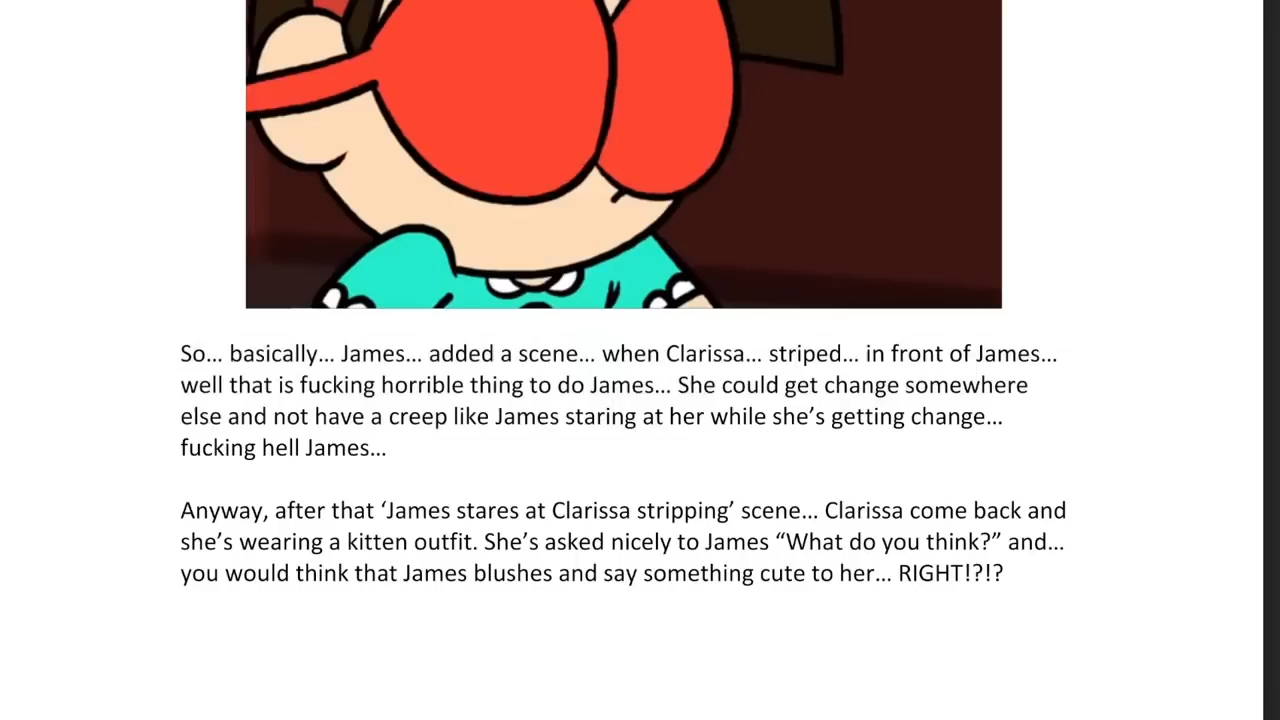 So… basically… James… added a scene… when Clarissa… striped… in front of James…
well that is fucking horrible thing to do James… She could get change somewhere
else and not have a creep like James staring at her while she’s getting change…
fucking hell James…
Anyway, after that ‘James stares at Clarissa stripping’ scene… Clarissa come back and
she’s wearing a kitten outfit. She’s asked nicely to James “What do you think?” and…
you would think that James blushes and say something cute to her… RIGHT!?!?